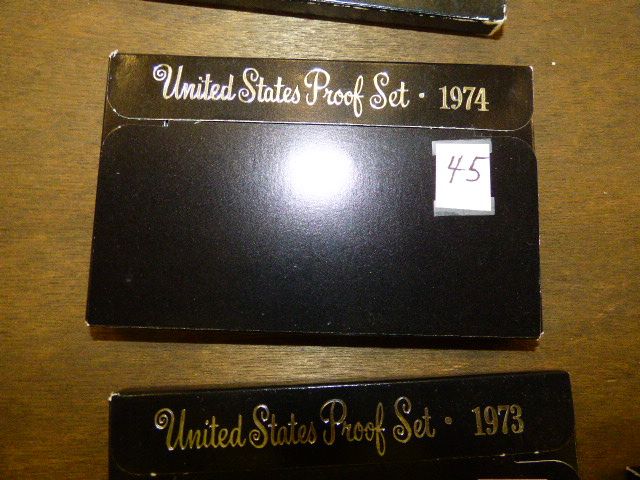 United States Proof Set · 1974
45
United States Proof Set · 1973